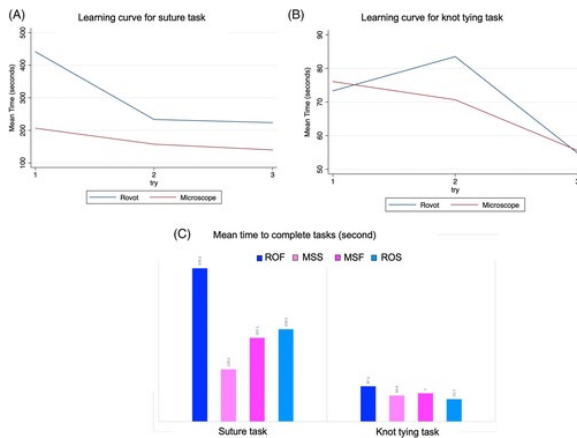 (A)
Learning curve for suture task
500
400
300
200
100
Mean Time (seconds)
1
2
3
try
Rovot
Microscope
(B)
Learning curve for knot tying task
90
80
70
60
50
Mean Time (seconds)
1
2
3
try
Rovot
Microscope
(C)
Mean time to complete tasks (second)
ROF MSS MSF ROS
Suture task
Knot tying task